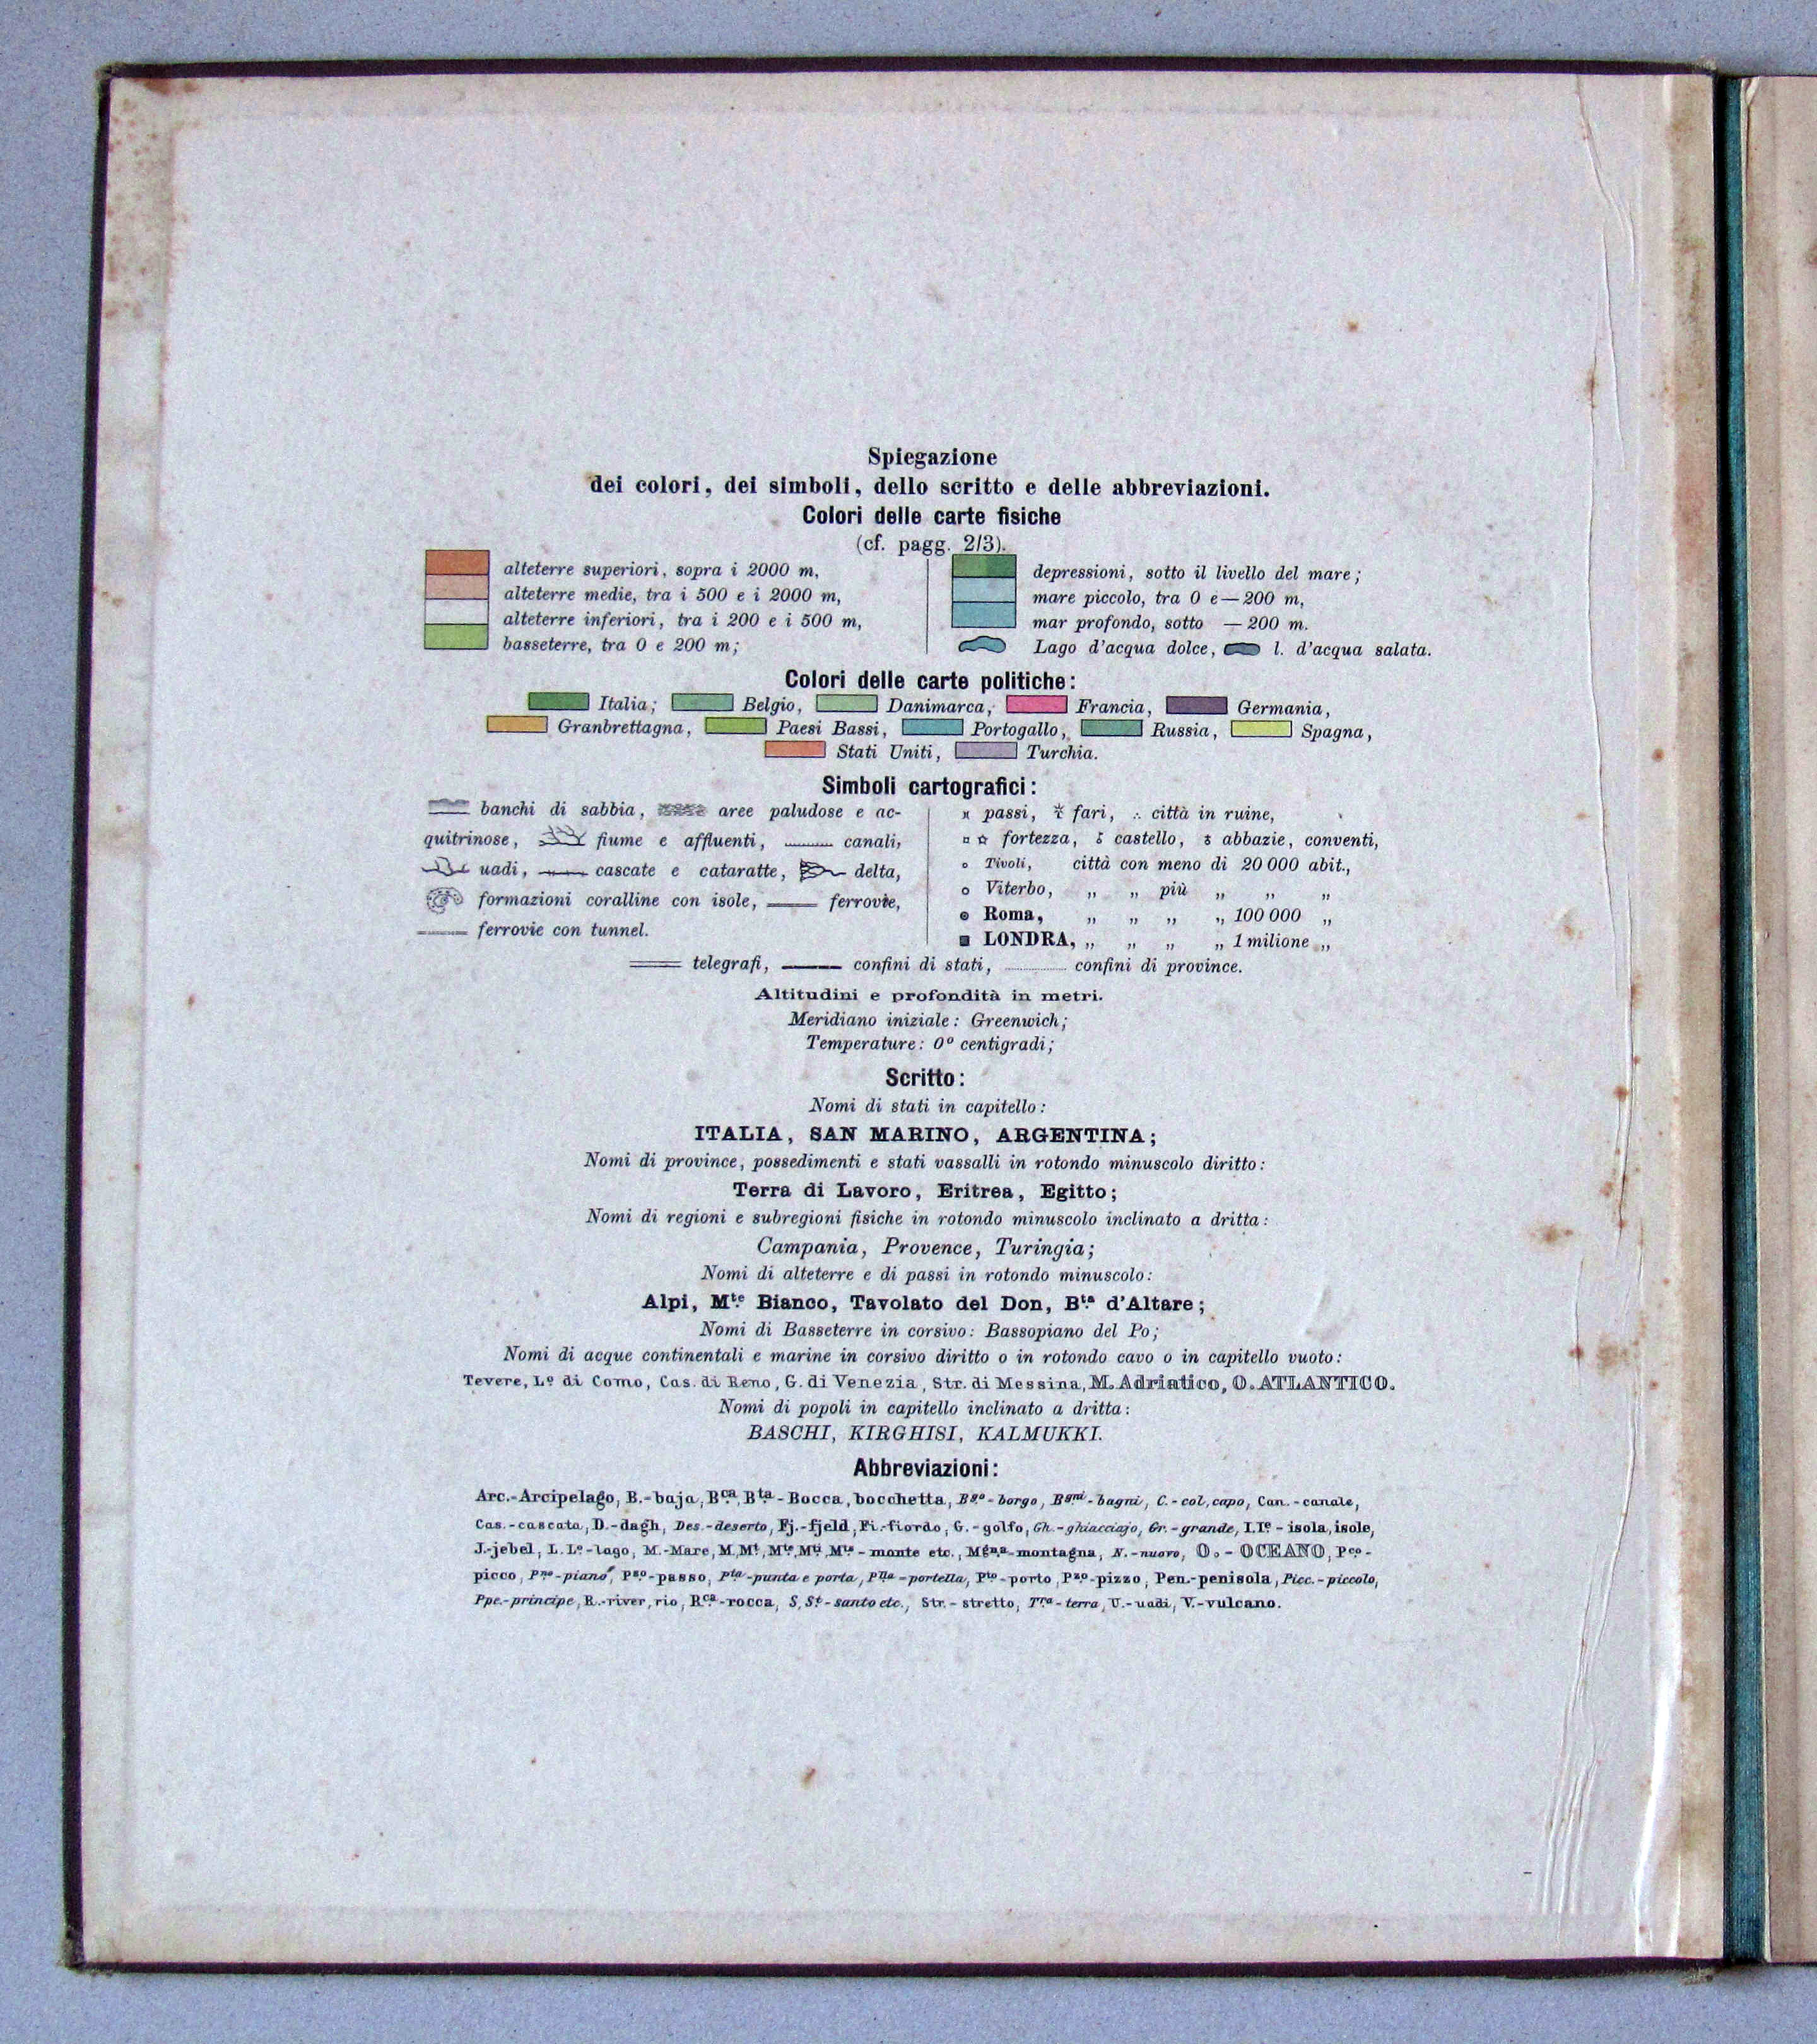 Spiegazione
dei colori, dei simboli, dello scritto e delle abbreviazioni.
Colori delle carte fisiche
(cf. pagg. 2/3).
alteterre superiori, sopra i 2000 m,
alteterre medie, tra i 500 e i 2000 m,
alteterre inferiori, tra i 200 e i 500 m,
basseterre, tra 0 e 200 m;
depressioni, sotto il livello del mare;
mare piccolo, tra 0 e — 200 m,
mar profondo, sotto — 200 m.
Lago d'acqua dolce, l. d'acqua salata.
Colori delle carte politiche:
Italia; Belgio, Danimarca, Francia, Germania,
Granbrettagna, Paesi Bassi, Portogallo, Russia, Spagna,
Stati Uniti, Turchia.
Simboli cartografici:
banchi di sabbia, aree paludose e ac-
quitrinose, fiume e affluenti, canali,
uadi, cascate e cataratte, delta,
formazioni coralline con isole, ferrovie,
ferrovie con tunnel.
passi, fari, città in ruine,
fortezza, castello, abbazie, conventi,
Tivoli, città con meno di 20 000 abit.,
Viterbo, „ „ più „ „ „
Roma, „ „ „ „ 100 000 „
LONDRA, „ „ „ „ 1 milione „
telegrafi, confini di stati, confini di province.
Altitudini e profondità in metri.
Meridiano iniziale: Greenwich;
Temperature: 0° centigradi;
Scritto:
Nomi di stati in capitello:
ITALIA, SAN MARINO, ARGENTINA;
Nomi di province, possedimenti e stati vassalli in rotondo minuscolo diritto:
Terra di Lavoro, Eritrea, Egitto;
Nomi di regioni e subregioni fisiche in rotondo minuscolo inclinato a dritta:
Campania, Provence, Turingia;
Nomi di alteterre e di passi in rotondo minuscolo:
Alpi, Mte. Bianco, Tavolato del Don, Bta. d'Altare;
Nomi di Basseterre in corsivo: Bassopiano del Po;
Nomi di acque continentali e marine in corsivo diritto o in rotondo cavo o in capitello vuoto:
Tevere, Lo. di Como, Cas. di Reno, G. di Venezia, Str. di Messina, M. Adriatico, O. ATLANTICO.
Nomi di popoli in capitello inclinato a dritta:
BASCHI, KIRGHISI, KALMUKKI.
Abbreviazioni:
Arc.-Arcipelago, B.-baja, Bca., Bta.-Bocca, bocchetta, Bgo.-borgo, Bgni.-bagni, C.-col, capo, Can.-canale,
Cas.-cascata, D.-dagh, Des.-deserto, Fj.-fjeld, Fi.-fiordo, G.-golfo, Gh.-ghiacciajo, Gr.-grande, I. Ie.-isola, isole,
J.-jebel, L. Lo.-lago, M.-Mare, M, Mt., Mte., Mti., Mts.-monte etc., Mgna.-montagna, N.-nuovo, O.-OCEANO, Pco.-
picco, Pno.-piano, Pso.-passo, Pta.-punta e porta, Plla.-portella, Pto.-porto, Pzo.-pizzo, Pen.-penisola, Picc.-piccolo,
Ppe.-principe, R.-river, rio, Rca.-rocca, S, St.-santo etc., Str.-stretto, Tra.-terra, U.-uadi, V.-vulcano.